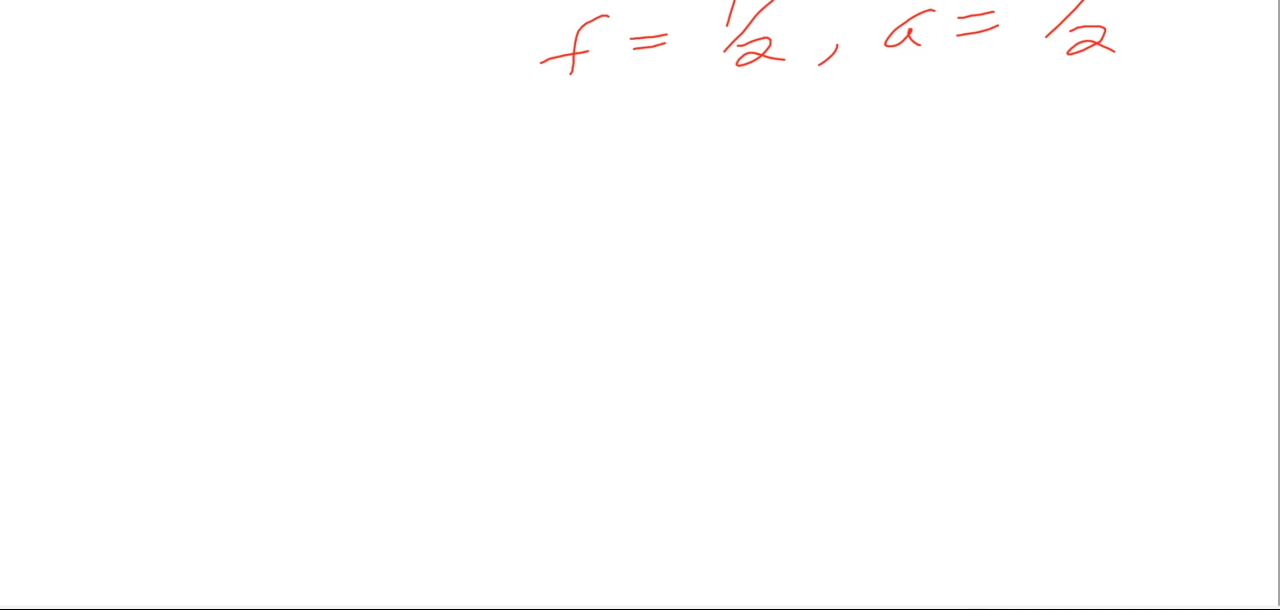 f = 1/2 , a = 1/2